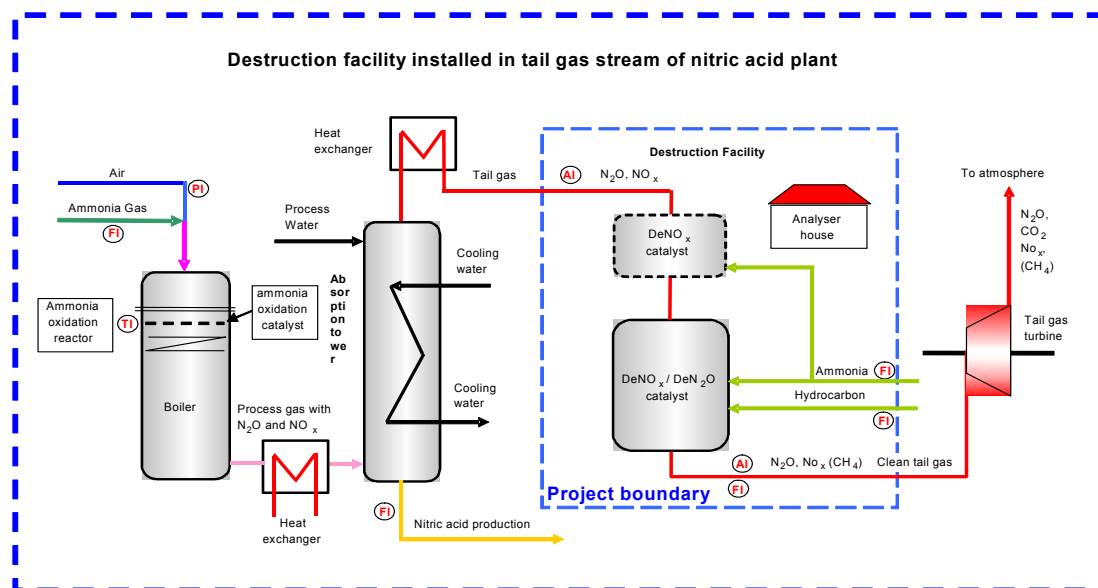 Destruction facility installed in tail gas stream of nitric acid plant
Heat
exchanger
Air
PI
Ammonia Gas
FI
Process
Water
Tail gas
AI
N2O, NOx
Destruction Facility
DeNOx
catalyst
Analyser
house
To atmosphere
N2O,
CO2
Nox,
(CH4)
Cooling
water
Ammonia
oxidation
reactor
TI
ammonia
oxidation
catalyst
Ab
sor
ptio
n to
we
r
Tail gas
turbine
Boiler
Cooling
water
DeNOx / DeN2O
catalyst
Ammonia
FI
Hydrocarbon
FI
Process gas with
N2O and NOx
AI
N2O, Nox (CH4)
Clean tail gas
FI
Project boundary
FI
Nitric acid production
Heat
exchanger